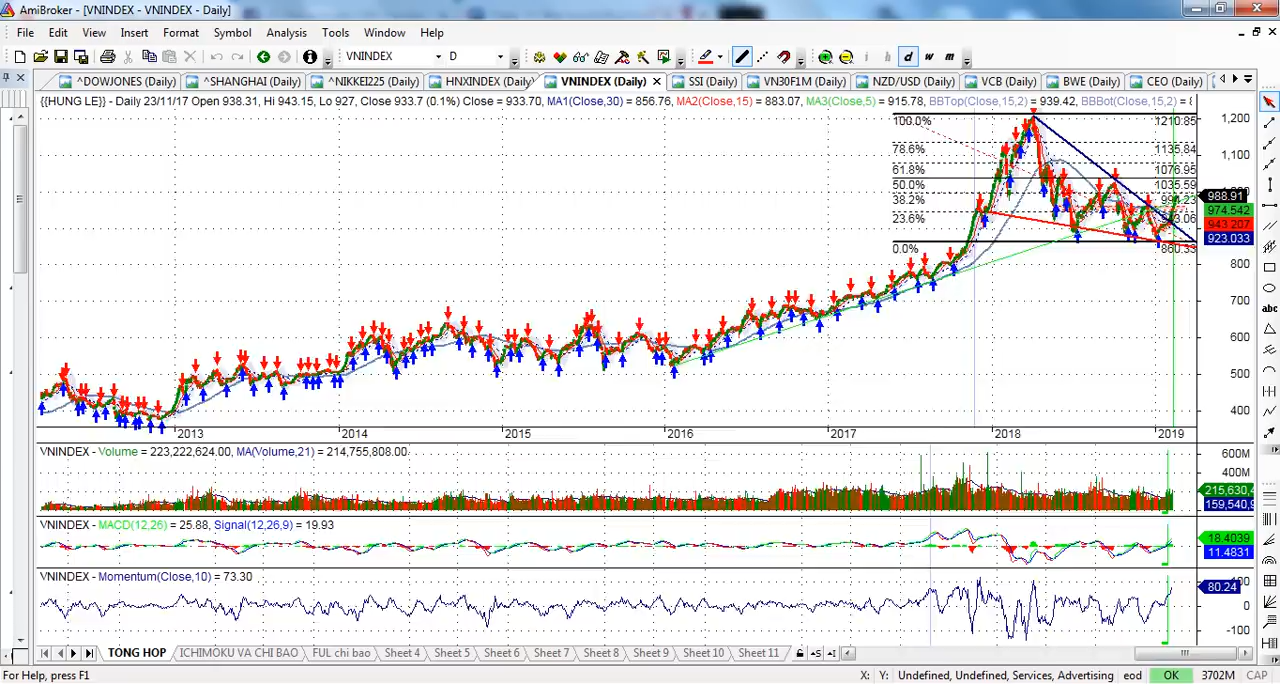 AmiBroker - [VNINDEX - VNINDEX - Daily]
File Edit View Insert Format Symbol Analysis Tools Window Help
VNINDEX D i h d w m
^DOWJONES (Daily) ^SHANGHAI (Daily) ^NIKKEI225 (Daily) HNXINDEX (Daily) VNINDEX (Daily) SSI (Daily) VN30F1M (Daily) NZD/USD (Daily) VCB (Daily) BWE (Daily) CEO (Daily)
{{HUNG LE}} - Daily 23/11/17 Open 938.31, Hi 943.15, Lo 927, Close 933.7 (0.1%) Close = 933.70, MA1(Close,30) = 856.76, MA2(Close,15) = 883.07, MA3(Close,5) = 915.78, BBTop(Close,15,2) = 939.42, BBBot(Close,15,2) =
100.0% 1210.85
1,200
78.6% 1135.84
1,100
61.8% 1076.95
50.0% 1035.59
988.91
38.2%
974.542
943.207
23.6%
923.033
0.0% 860.33
800
700
600
500
400
2013 2014 2015 2016 2017 2018 2019
VNINDEX - Volume = 223,222,624.00, MA(Volume,21) = 214,755,808.00
600M
400M
215,630,
159,540,
VNINDEX - MACD(12,26) = 25.88, Signal(12,26,9) = 19.93
18.4039
11.4831
VNINDEX - Momentum(Close,10) = 73.30
80.24
0
-100
abc
TONG HOP ICHIMOKU VA CHI BAO FUL chi bao Sheet 4 Sheet 5 Sheet 6 Sheet 7 Sheet 8 Sheet 9 Sheet 10 Sheet 11
For Help, press F1 X: Y: Undefined, Undefined, Services, Advertising eod OK 3702M CAP